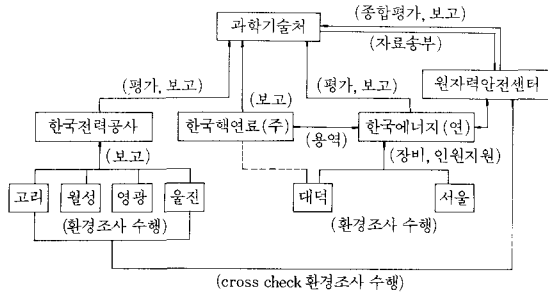 (종합평가, 보고)
과학기술처
(자료송부)
원자력안전센터
(평가, 보고)
(보고)
(평가, 보고)
한국전력공사
한국핵연료(주)
(용역)
한국에너지(연)
(보고)
(장비, 인원지원)
고리
월성
영광
울진
대덕
서울
(환경조사 수행)
(환경조사 수행)
(cross check 환경조사 수행)